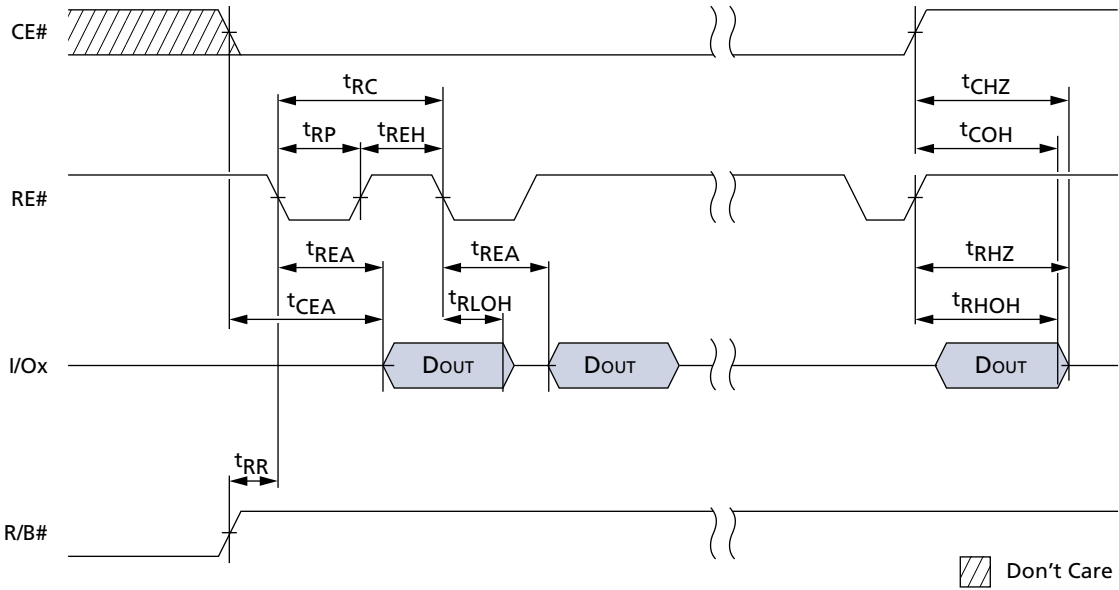 CE#
tRC
tCHZ
tRP
tREH
tCOH
RE#
tREA
tREA
tRHZ
tCEA
tRLOH
tRHOH
I/Ox
DOUT
DOUT
DOUT
tRR
R/B#
Don't Care